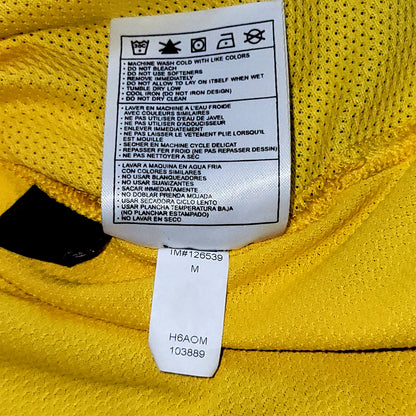 • MACHINE WASH COLD WITH LIKE COLORS
• DO NOT BLEACH
• DO NOT USE SOFTENERS
• REMOVE IMMEDIATELY
• DO NOT ALLOW TO LAY ON ITSELF WHEN WET
• TUMBLE DRY LOW
• COOL IRON (DO NOT IRON DESIGN)
• DO NOT DRY CLEAN
• LAVER EN MACHINE A L'EAU FROIDE
AVEC COULEURS SIMILAIRES
• NE PAS UTILISER D'EAU DE JAVEL
• NE PAS UTILISER D'ADOUCISSEUR
• ENLEVER IMMEDIATEMENT
• NE PAS LAISSER LE VETEMENT PLIE LORSQU'IL
EST MOUILLE
• SECHER EN MACHINE CYCLE DELICAT
• REPASSER FER FROID (NE PAS REPASSER DESSIN)
• NE PAS NETTOYER A SEC
• LAVAR A MAQUINA EN AGUA FRIA
CON COLORES SIMILARES
• NO USAR BLANQUEADORES
• NO USAR SUAVIZANTES
• SACAR INMEDIATAMENTE
• NO DOBLAR PRENDA MOJADA
• USAR SECADORA CICLO LENTO
• USAR PLANCHA TEMPERATURA BAJA
(NO PLANCHAR ESTAMPADO)
• NO LAVAR EN SECO
TM#126539
M
H6AOM
103889